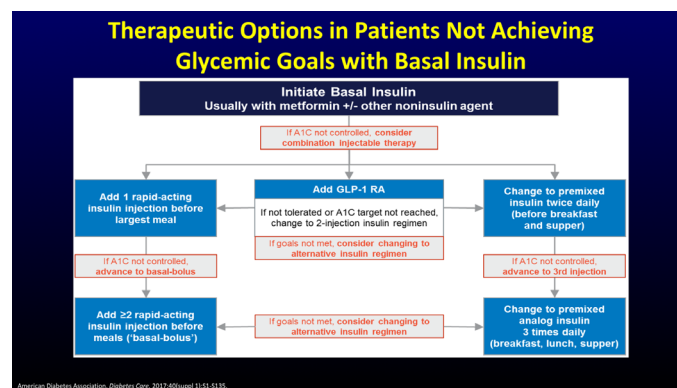 Therapeutic Options in Patients Not Achieving
Glycemic Goals with Basal Insulin
Initiate Basal Insulin
Usually with metformin +/- other noninsulin agent
If A1C not controlled, consider
combination injectable therapy
Add 1 rapid-acting
insulin injection before
largest meal
Add GLP-1 RA
If not tolerated or A1C target not reached,
change to 2-injection insulin regimen
If goals not met, consider changing to
alternative insulin regimen
Change to premixed
insulin twice daily
(before breakfast
and supper)
If A1C not controlled,
advance to basal-bolus
If A1C not controlled,
advance to 3rd injection
Add ≥2 rapid-acting
insulin injection before
meals ('basal-bolus')
If goals not met, consider changing to
alternative insulin regimen
Change to premixed
analog insulin
3 times daily
(breakfast, lunch, supper)
American Diabetes Association. Diabetes Care. 2017;40(suppl 1):S1-S135.